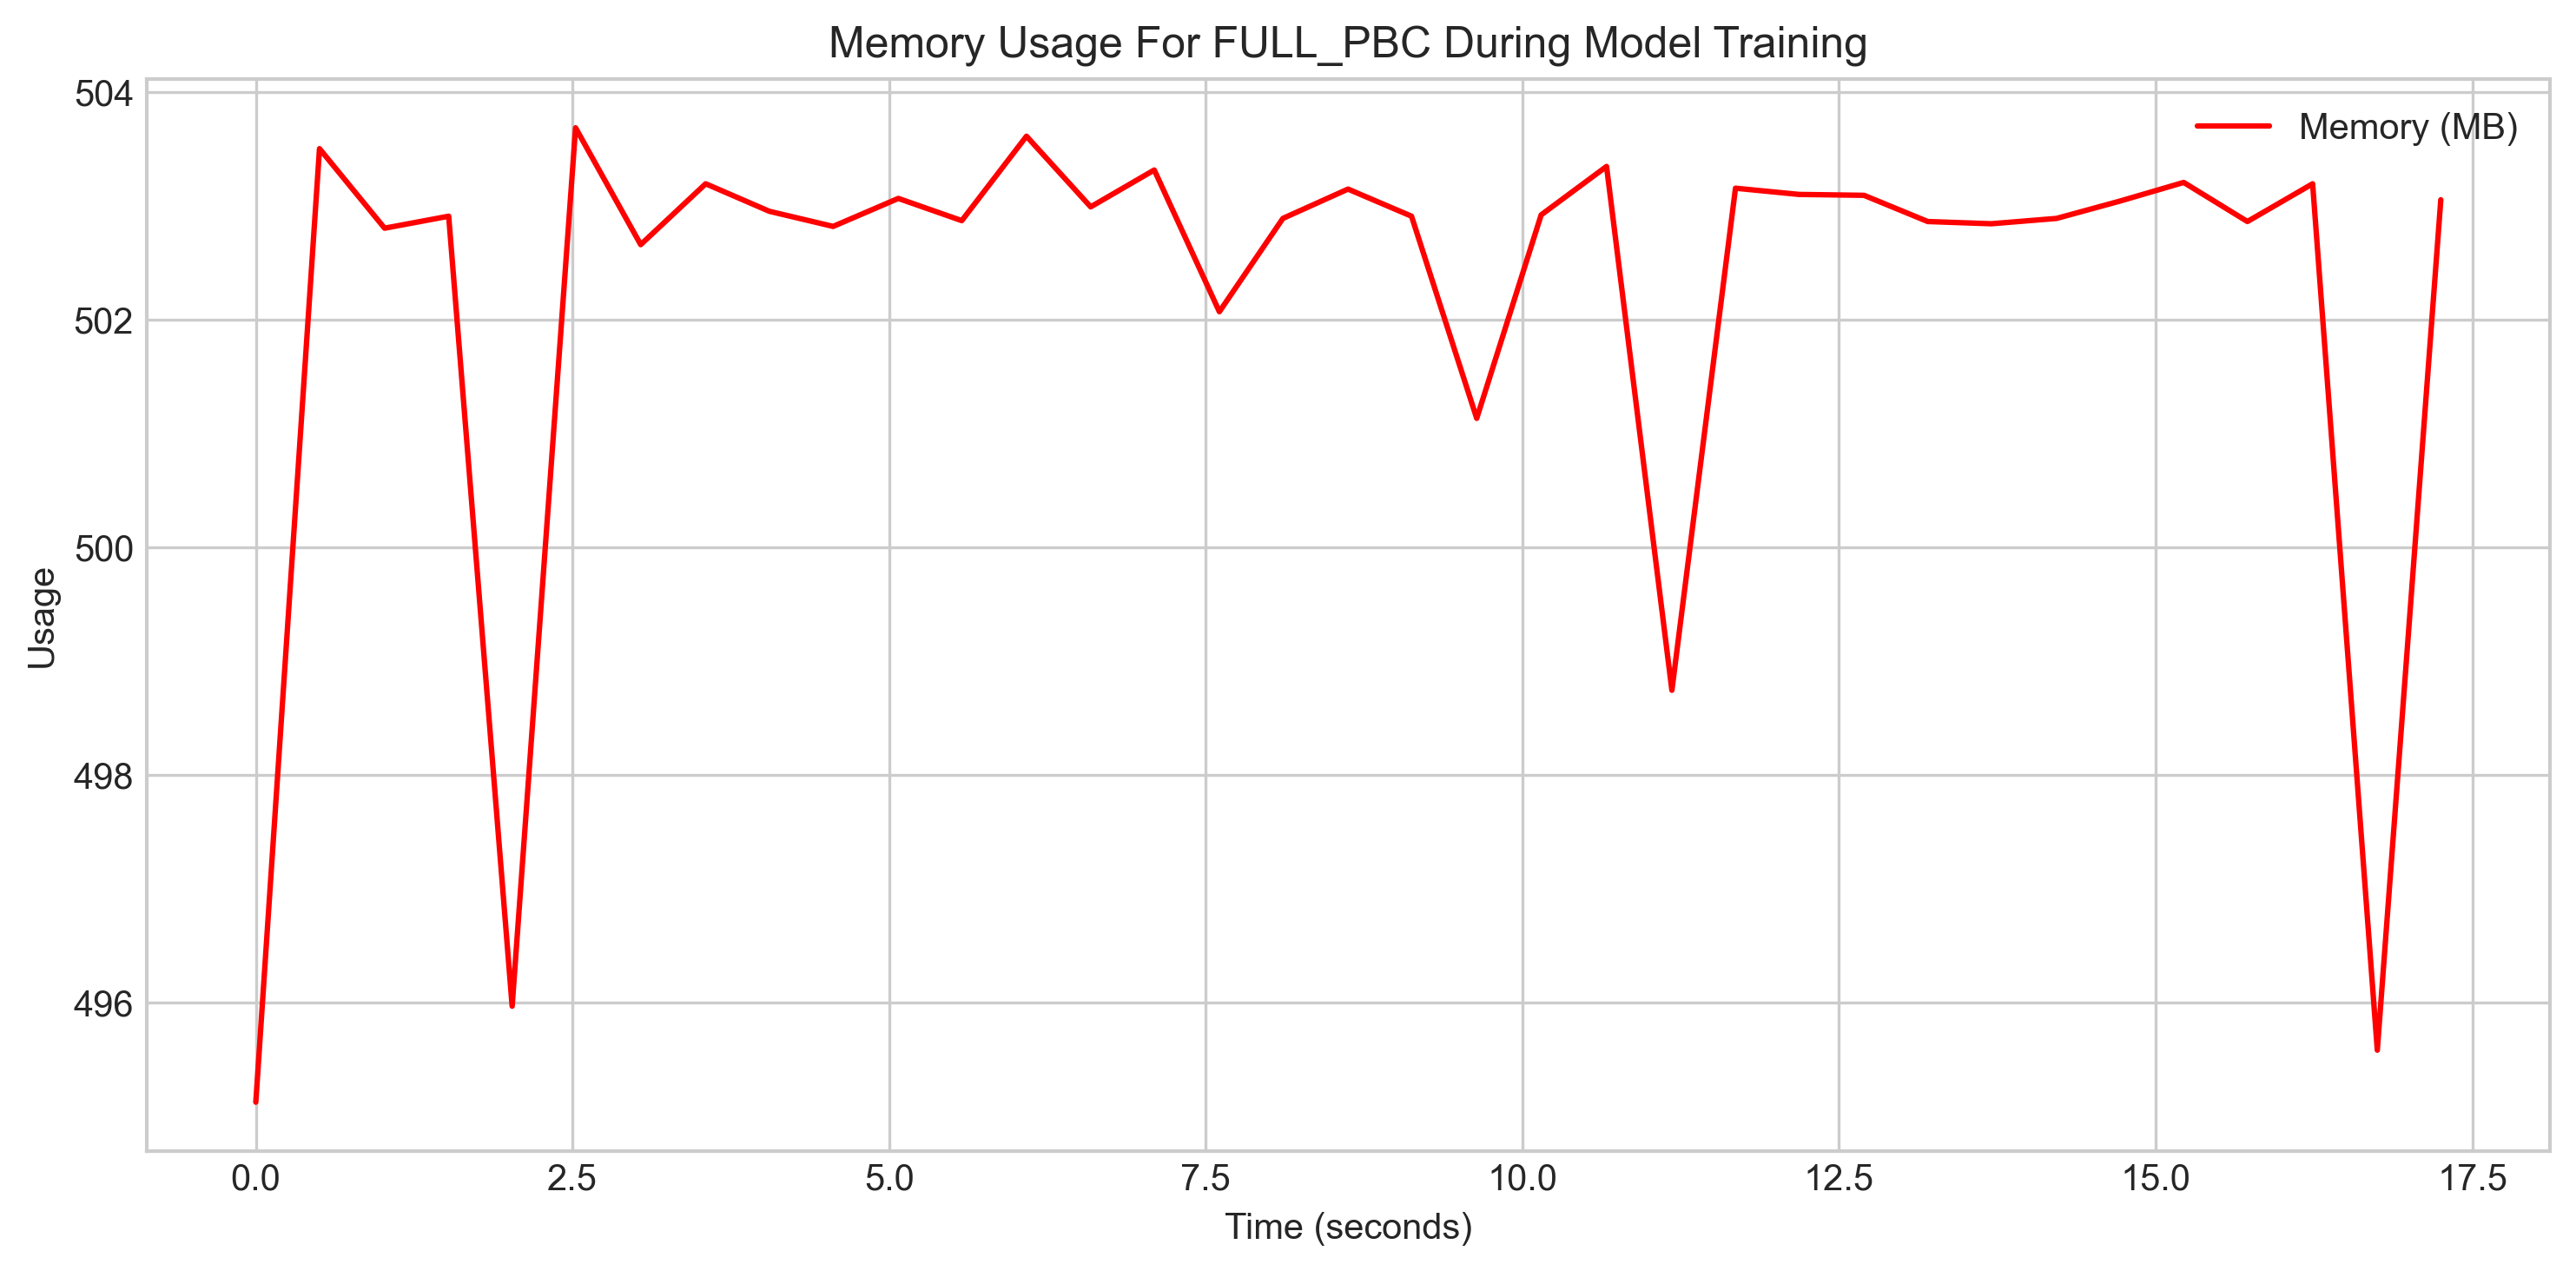 Memory Usage For FULL_PBC During Model Training
Memory (MB)
504
502
500
498
496
Usage
0.0 2.5 5.0 7.5 10.0 12.5 15.0 17.5
Time (seconds)